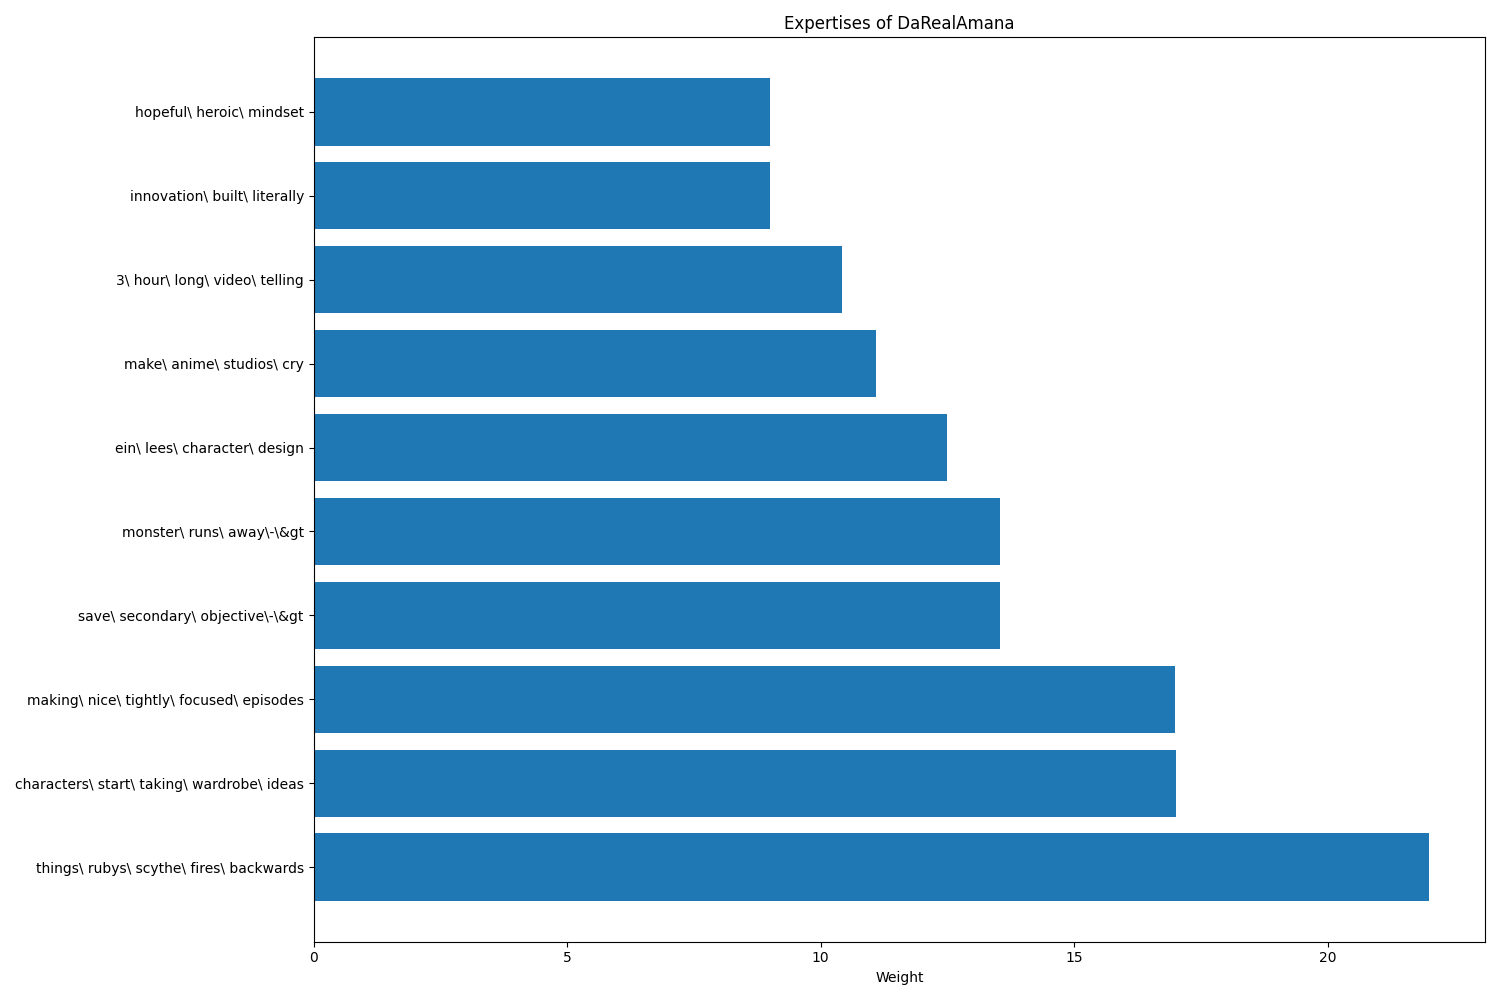 Expertises of DaRealAmana
hopeful\ heroic\ mindset
innovation\ built\ literally
3\ hour\ long\ video\ telling
make\ anime\ studios\ cry
ein\ lees\ character\ design
monster\ runs\ away\-\&gt
save\ secondary\ objective\-\&gt
making\ nice\ tightly\ focused\ episodes
characters\ start\ taking\ wardrobe\ ideas
things\ rubys\ scythe\ fires\ backwards
0 5 10 15 20
Weight